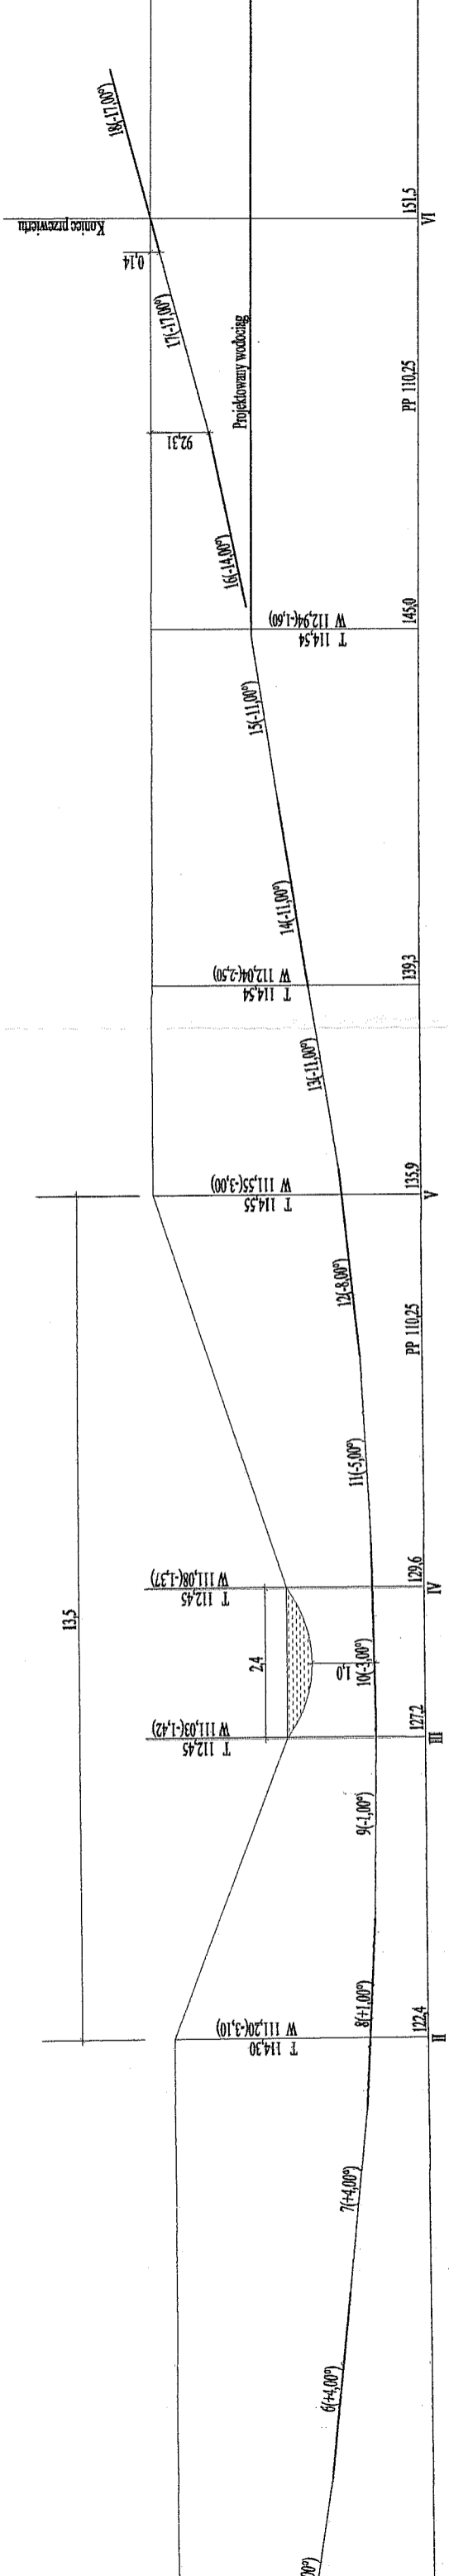 18(-17,00°)
Koniec przewiertu
151,5
VI
0,14
17(-17,00°)
PP 110,25
92,31
Projektowany wodociąg
16(-14,00°)
W 112,94(-1,60)
T 114,54
145,0
15(-11,00°)
14(-11,00°)
W 112,04(-2,50)
T 114,54
139,3
13(-11,00°)
W 111,55(-3,00)
T 114,55
135,9
V
12(-8,00°)
PP 110,25
11(-5,00°)
W 111,08(-1,37)
T 112,45
129,6
IV
13,5
2,4
1,0
10(-3,00°)
W 111,03(-1,42)
T 112,45
127,2
III
9(-1,00°)
8(+1,00°)
W 111,20(-3,10)
T 114,30
122,4
II
7(+4,00°)
6(+4,00°)
00°)